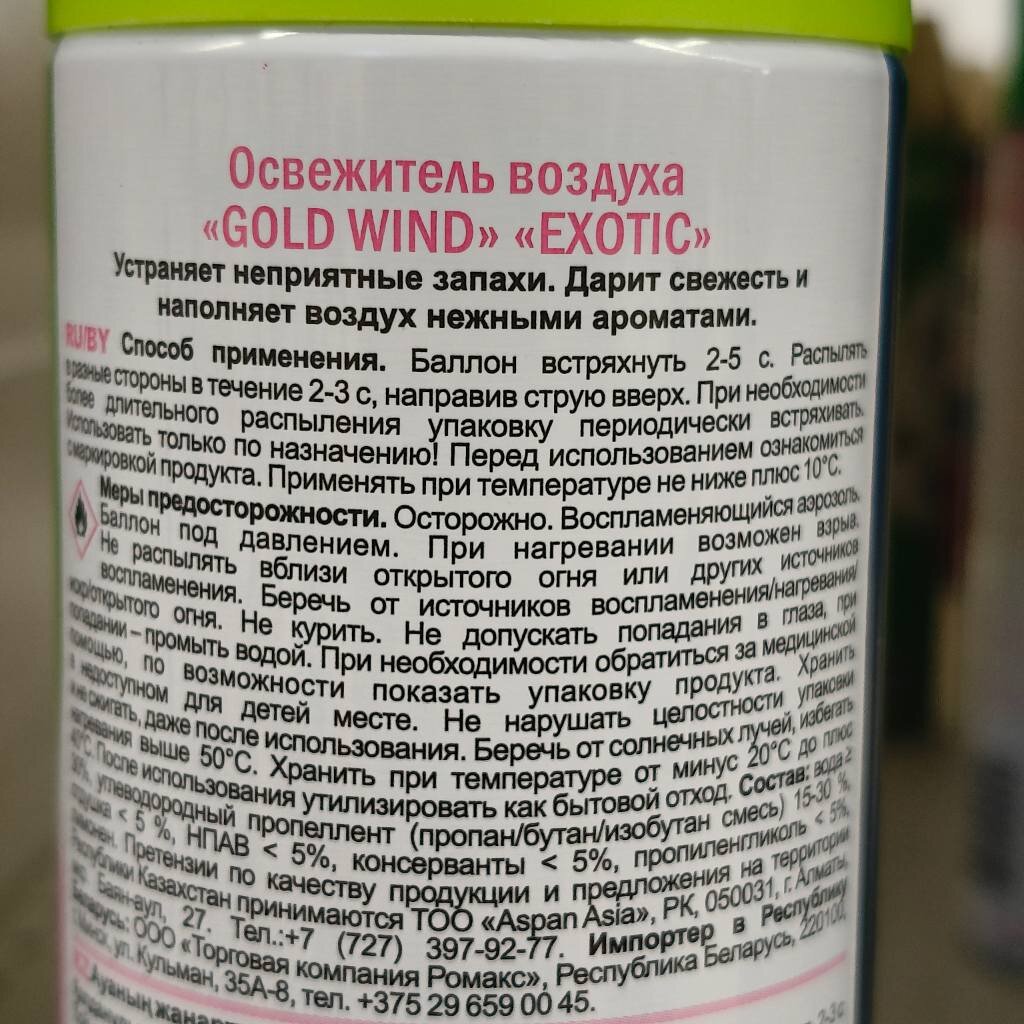 Освежитель воздуха
«GOLD WIND» «EXOTIC»
Устраняет неприятные запахи. Дарит свежесть и
наполняет воздух нежными ароматами.
RU/BY Способ применения. Баллон встряхнуть 2-5 с. Распылять
в разные стороны в течение 2-3 с, направив струю вверх. При необходимости
более длительного распыления упаковку периодически встряхивать.
Использовать только по назначению! Перед использованием ознакомиться
с маркировкой продукта. Применять при температуре не ниже плюс 10°C.
Меры предосторожности. Осторожно. Воспламеняющийся аэрозоль.
Баллон под давлением. При нагревании возможен взрыв.
Не распылять вблизи открытого огня или других источников
воспламенения. Беречь от источников воспламенения/нагревания/
искр/открытого огня. Не курить. Не допускать попадания в глаза, при
попадании – промыть водой. При необходимости обратиться за медицинской
помощью, по возможности показать упаковку продукта. Хранить
в недоступном для детей месте. Не нарушать целостности упаковки
и не сжигать, даже после использования. Беречь от солнечных лучей, избегать
нагревания выше 50°C. Хранить при температуре от минус 20°C до плюс
40°C. После использования утилизировать как бытовой отход. Состав: вода ≥
30%, углеводородный пропеллент (пропан/бутан/изобутан смесь) 15-30 %,
отдушка < 5 %, НПАВ < 5%, консерванты < 5%, пропиленгликоль < 5%,
лимонен. Претензии по качеству продукции и предложения на территории
Республики Казахстан принимаются ТОО «Aspan Asia», РК, 050031, г. Алматы,
Баян-аул, 27. Тел.:+7 (727) 397-92-77. Импортер в Республику
Беларусь: ООО «Торговая компания Ромакс», Республика Беларусь, 220100,
г. Минск, ул. Кульман, 35А-8, тел. +375 29 659 00 45.
KZ Ауаның
2-3 с